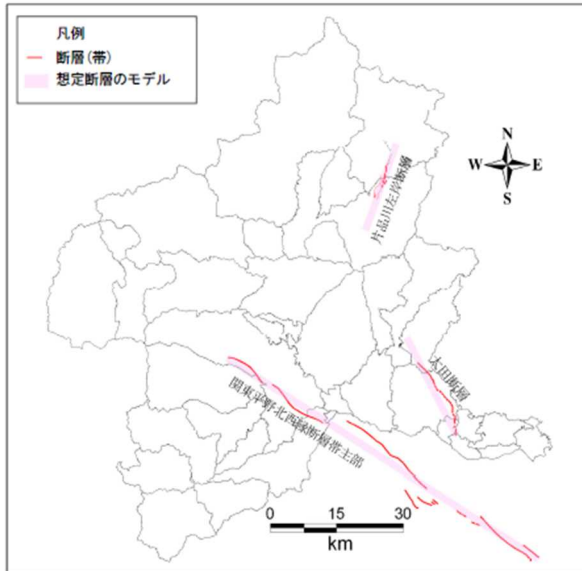 凡例
断層(帯)
想定断層のモデル
N
W E
S
片品川左岸断層
太田断層
関東平野北西縁断層帯主部
0 15 30
km